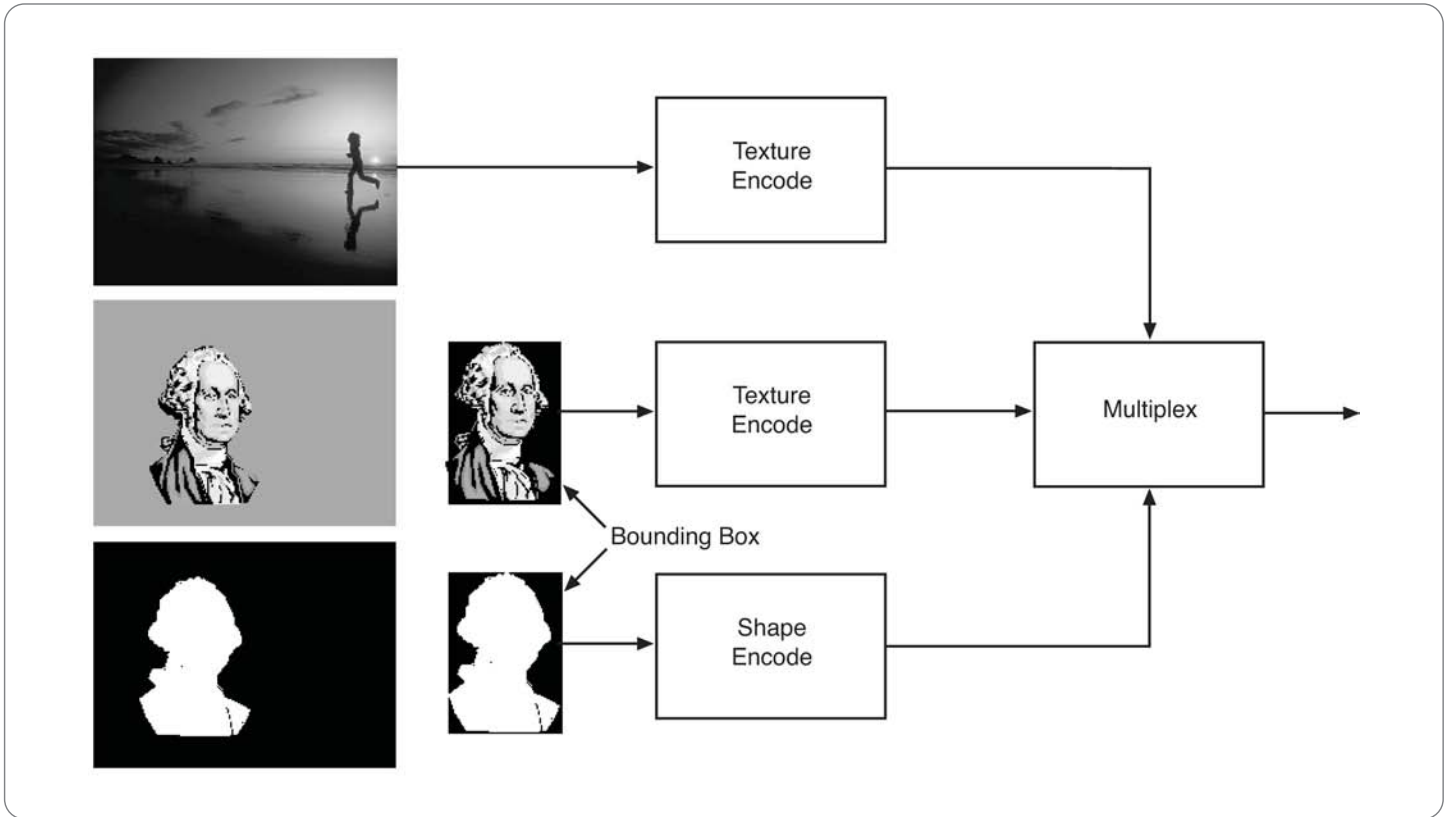 Texture
Encode
Texture
Encode
Multiplex
Bounding Box
Shape
Encode